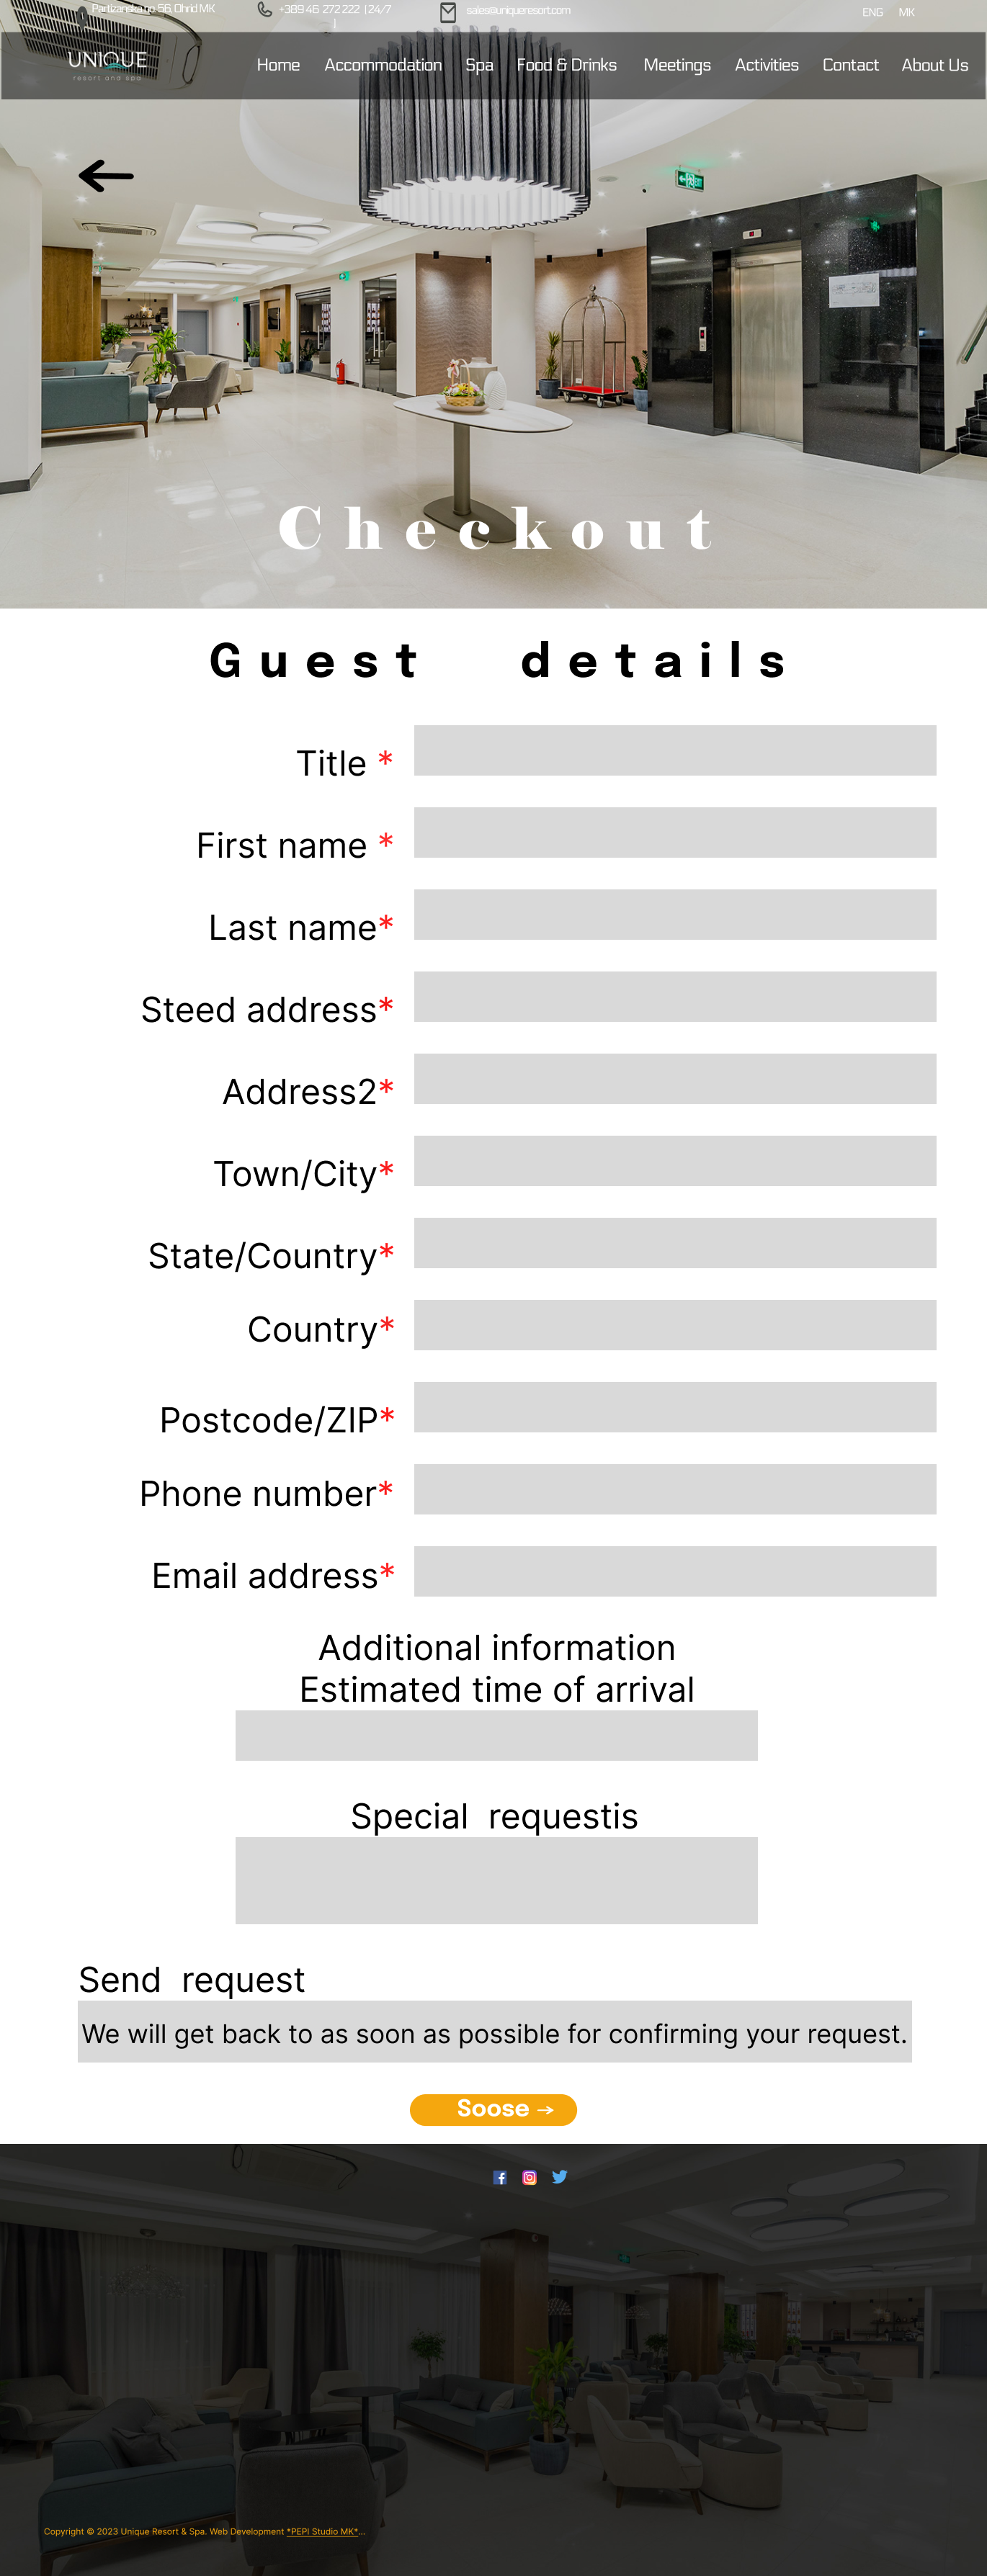 Partizanska no 56, Ohrid MK
+389 46 272 222 | 24/7
|
sales@uniqueresort.com
ENG MK
UNIQUE
resort and spa
Home Accommodation Spa Food & Drinks Meetings Activities Contact About Us
Checkout
Guest details
Title *
First name *
Last name*
Steed address*
Address2*
Town/City*
State/Country*
Country*
Postcode/ZIP*
Phone number*
Email address*
Additional information
Estimated time of arrival
Special requestis
Send request
We will get back to as soon as possible for confirming your request.
Soose →
Copyright © 2023 Unique Resort & Spa. Web Development *PEPI Studio MK*...